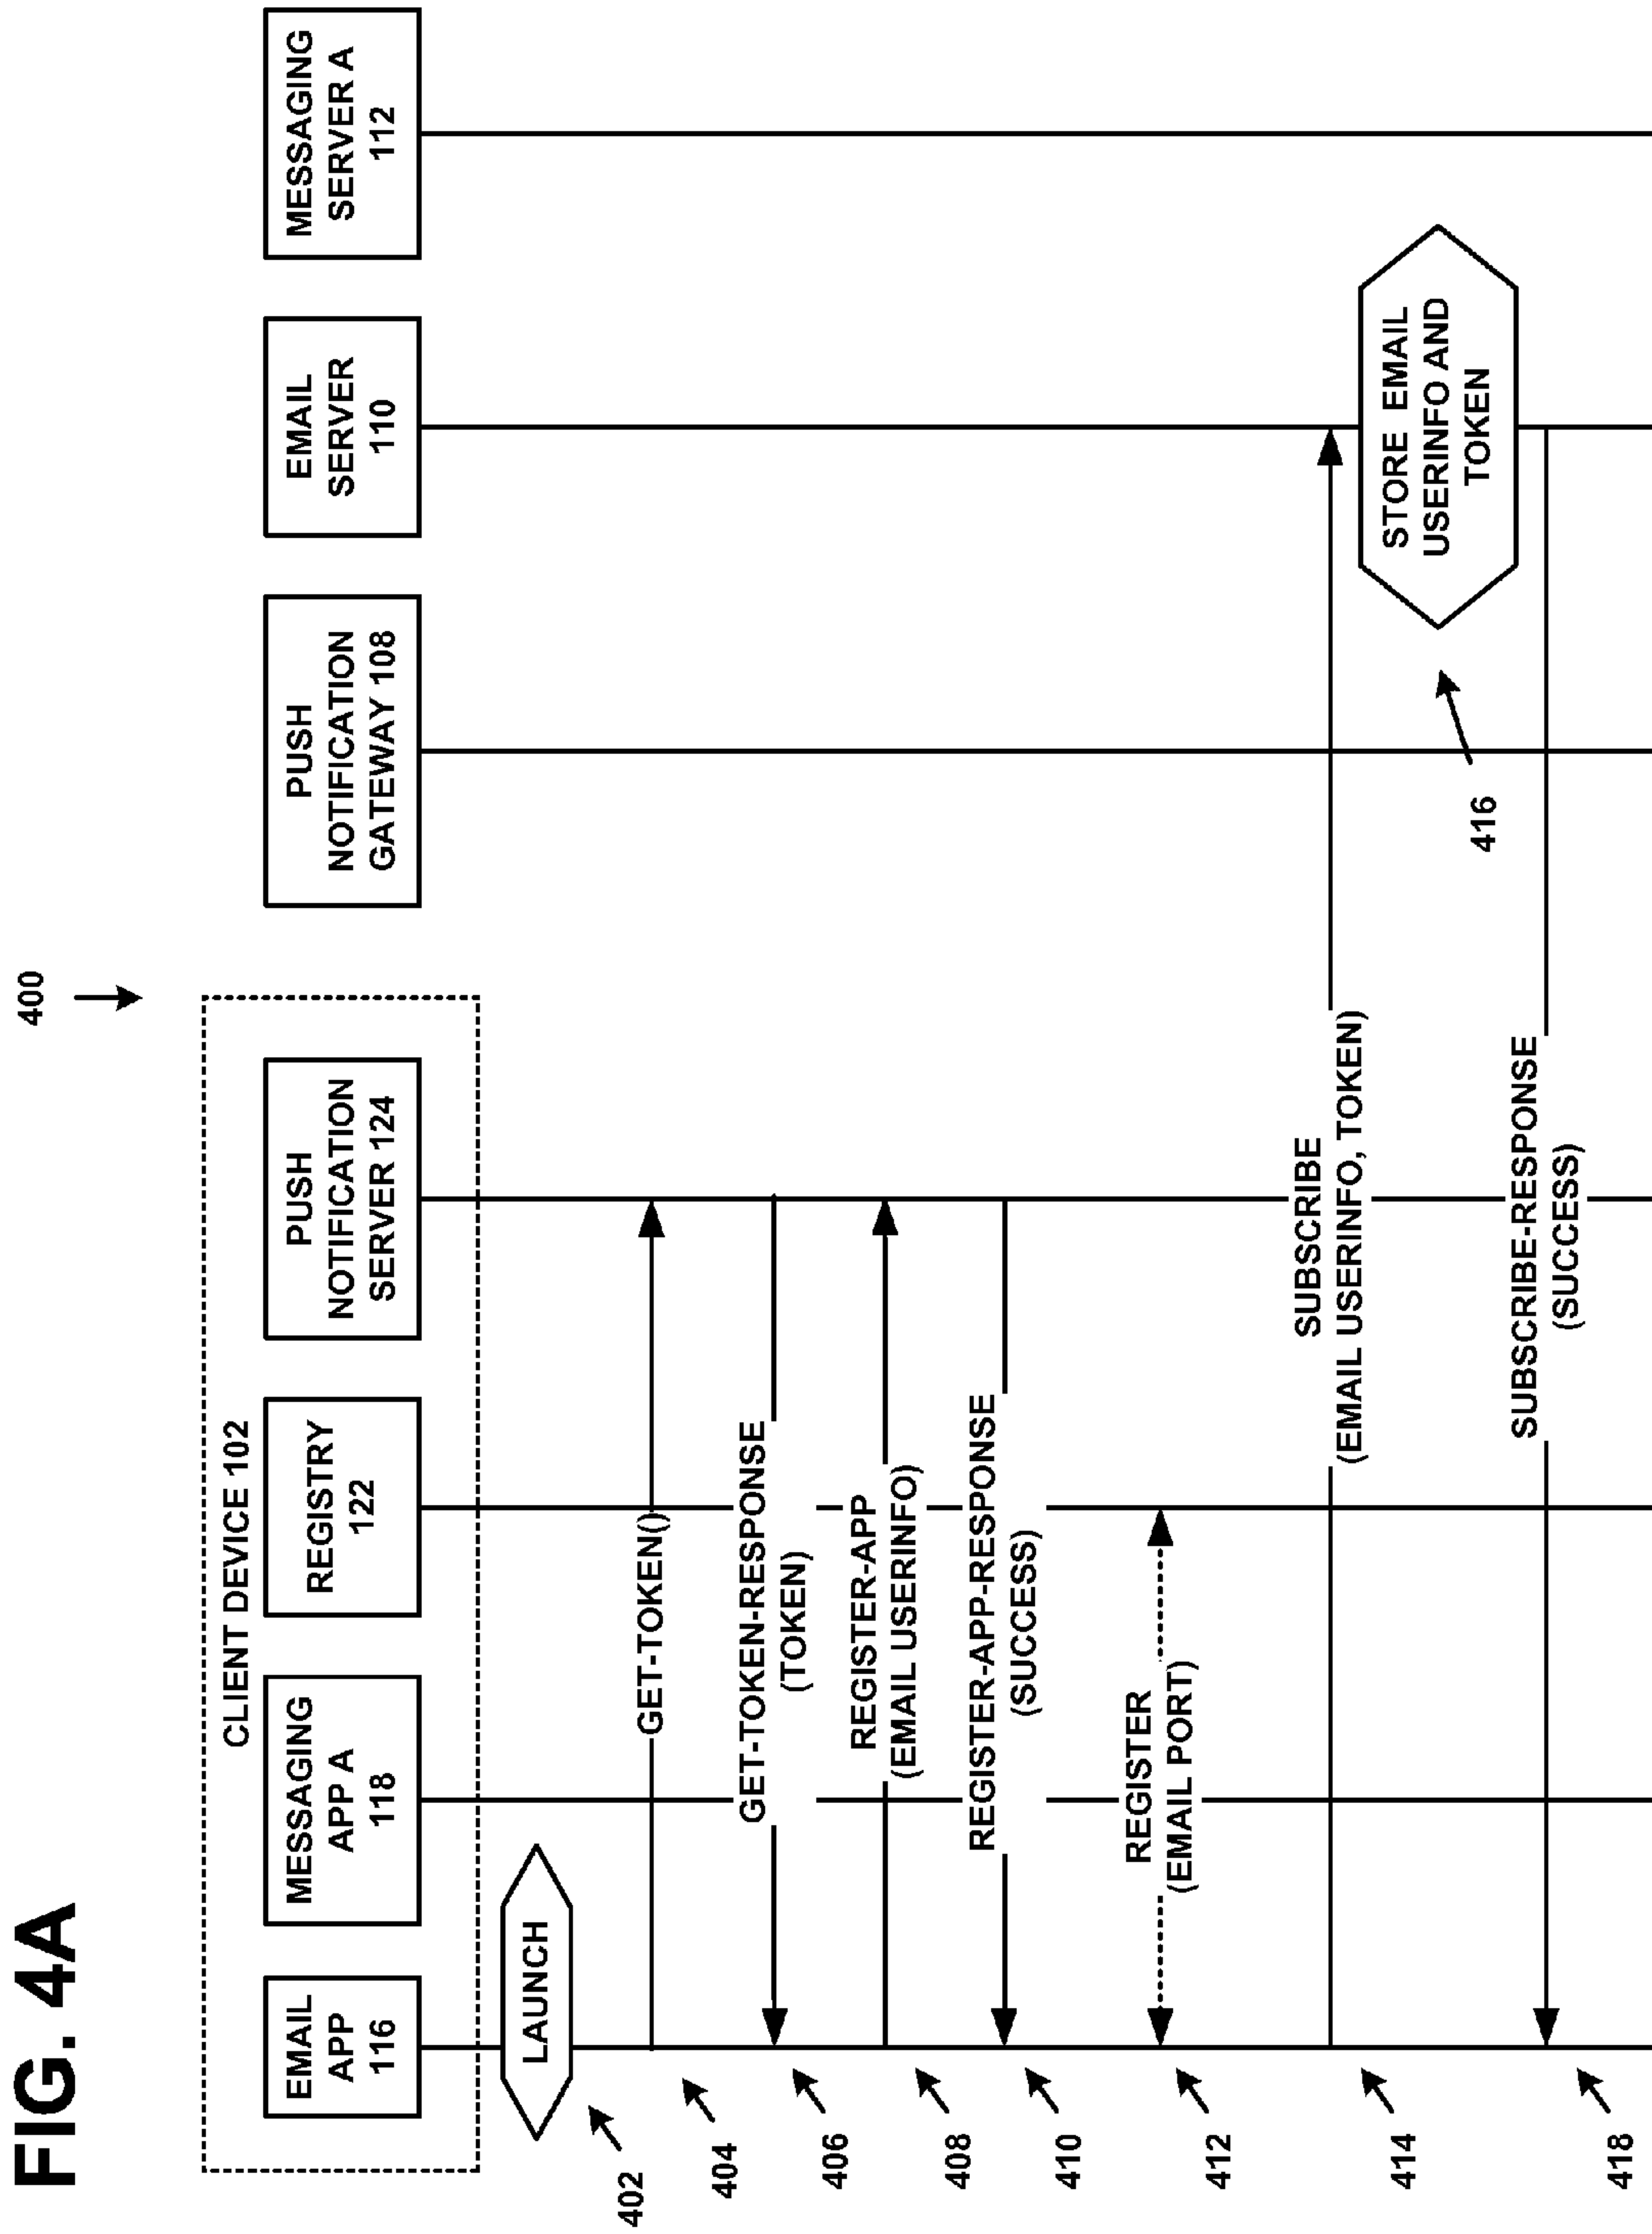 FIG. 4A
400
CLIENT DEVICE 102
EMAIL
APP
116
MESSAGING
APP A
118
REGISTRY
122
PUSH
NOTIFICATION
SERVER 124
PUSH
NOTIFICATION
GATEWAY 108
EMAIL
SERVER
110
MESSAGING
SERVER A
112
LAUNCH
402
GET-TOKEN()
404
GET-TOKEN-RESPONSE
(TOKEN)
406
REGISTER-APP
(EMAIL USERINFO)
408
REGISTER-APP-RESPONSE
(SUCCESS)
410
REGISTER
(EMAIL PORT)
412
SUBSCRIBE
(EMAIL USERINFO, TOKEN)
414
STORE EMAIL
USERINFO AND
TOKEN
416
SUBSCRIBE-RESPONSE
(SUCCESS)
418